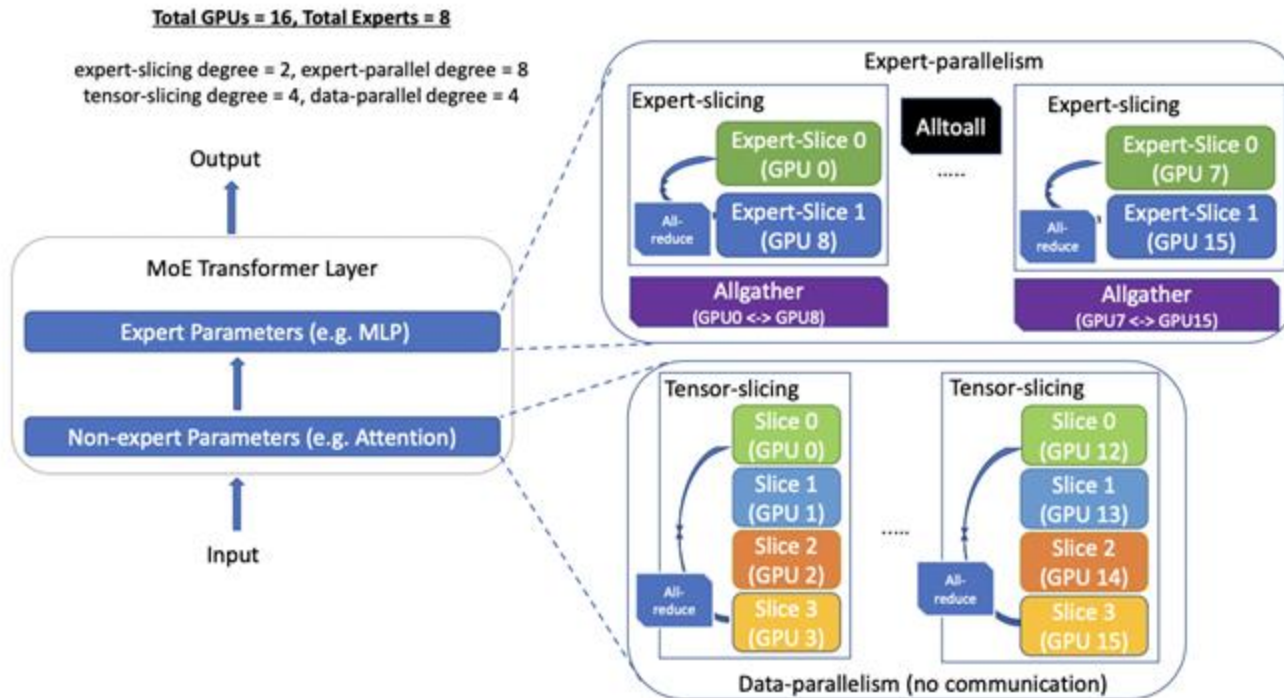 Total GPUs = 16, Total Experts = 8
expert-slicing degree = 2, expert-parallel degree = 8
tensor-slicing degree = 4, data-parallel degree = 4
Output
MoE Transformer Layer
Expert Parameters (e.g. MLP)
Non-expert Parameters (e.g. Attention)
Input
Expert-parallelism
Expert-slicing
Expert-Slice 0
(GPU 0)
All-
reduce
Expert-Slice 1
(GPU 8)
Alltoall
.....
Expert-slicing
Expert-Slice 0
(GPU 7)
All-
reduce
Expert-Slice 1
(GPU 15)
Allgather
(GPU0 <-> GPU8)
Allgather
(GPU7 <-> GPU15)
Tensor-slicing
Slice 0
(GPU 0)
Slice 1
(GPU 1)
Slice 2
(GPU 2)
All-
reduce
Slice 3
(GPU 3)
.....
Tensor-slicing
Slice 0
(GPU 12)
Slice 1
(GPU 13)
Slice 2
(GPU 14)
All-
reduce
Slice 3
(GPU 15)
Data-parallelism (no communication)